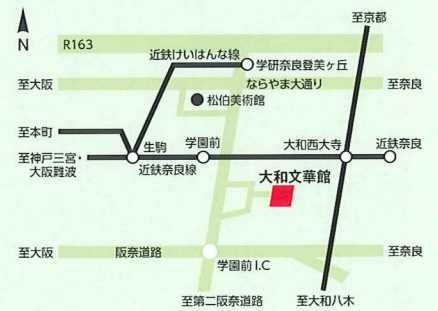 至京都
N
R163
近鉄けいはんな線
学研奈良登美ヶ丘
至大阪
ならやま大通り
至奈良
松伯美術館
至本町
生駒
学園前
大和西大寺
近鉄奈良
至神戸三宮・
大阪難波
近鉄奈良線
大和文華館
至大阪
阪奈道路
至奈良
学園前I.C
至第二阪奈道路
至大和八木